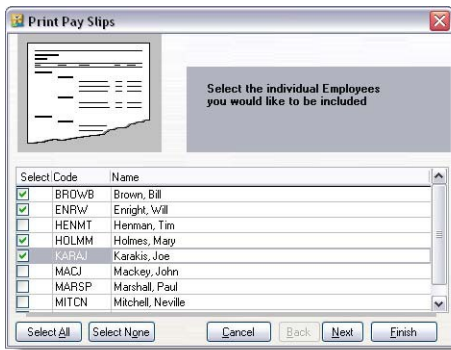 Print Pay Slips
Select the individual Employees
you would like to be included
Select Code Name
BROWB Brown, Bill
ENRW Enright, Will
HENMT Henman, Tim
HOLMM Holmes, Mary
KARAJ Karakis, Joe
MACJ Mackey, John
MARSP Marshall, Paul
MITCN Mitchell, Neville
Select All Select None Cancel Back Next Finish